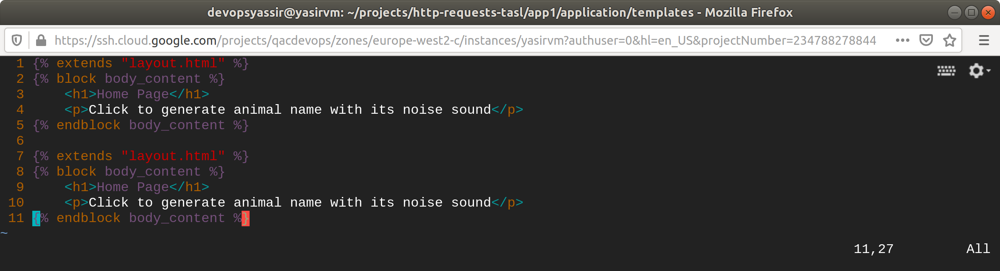 devopsyassir@yasirvm: ~/projects/http-requests-tasl/app1/application/templates - Mozilla Firefox
https://ssh.cloud.google.com/projects/qacdevops/zones/europe-west2-c/instances/yasirvm?authuser=0&hl=en_US&projectNumber=234788278844
1 {% extends "layout.html" %}
2 {% block body_content %}
3     <h1>Home Page</h1>
4     <p>Click to generate animal name with its noise sound</p>
5 {% endblock body_content %}
6
7 {% extends "layout.html" %}
8 {% block body_content %}
9     <h1>Home Page</h1>
10     <p>Click to generate animal name with its noise sound</p>
11 {% endblock body_content %}
~
11,27 All